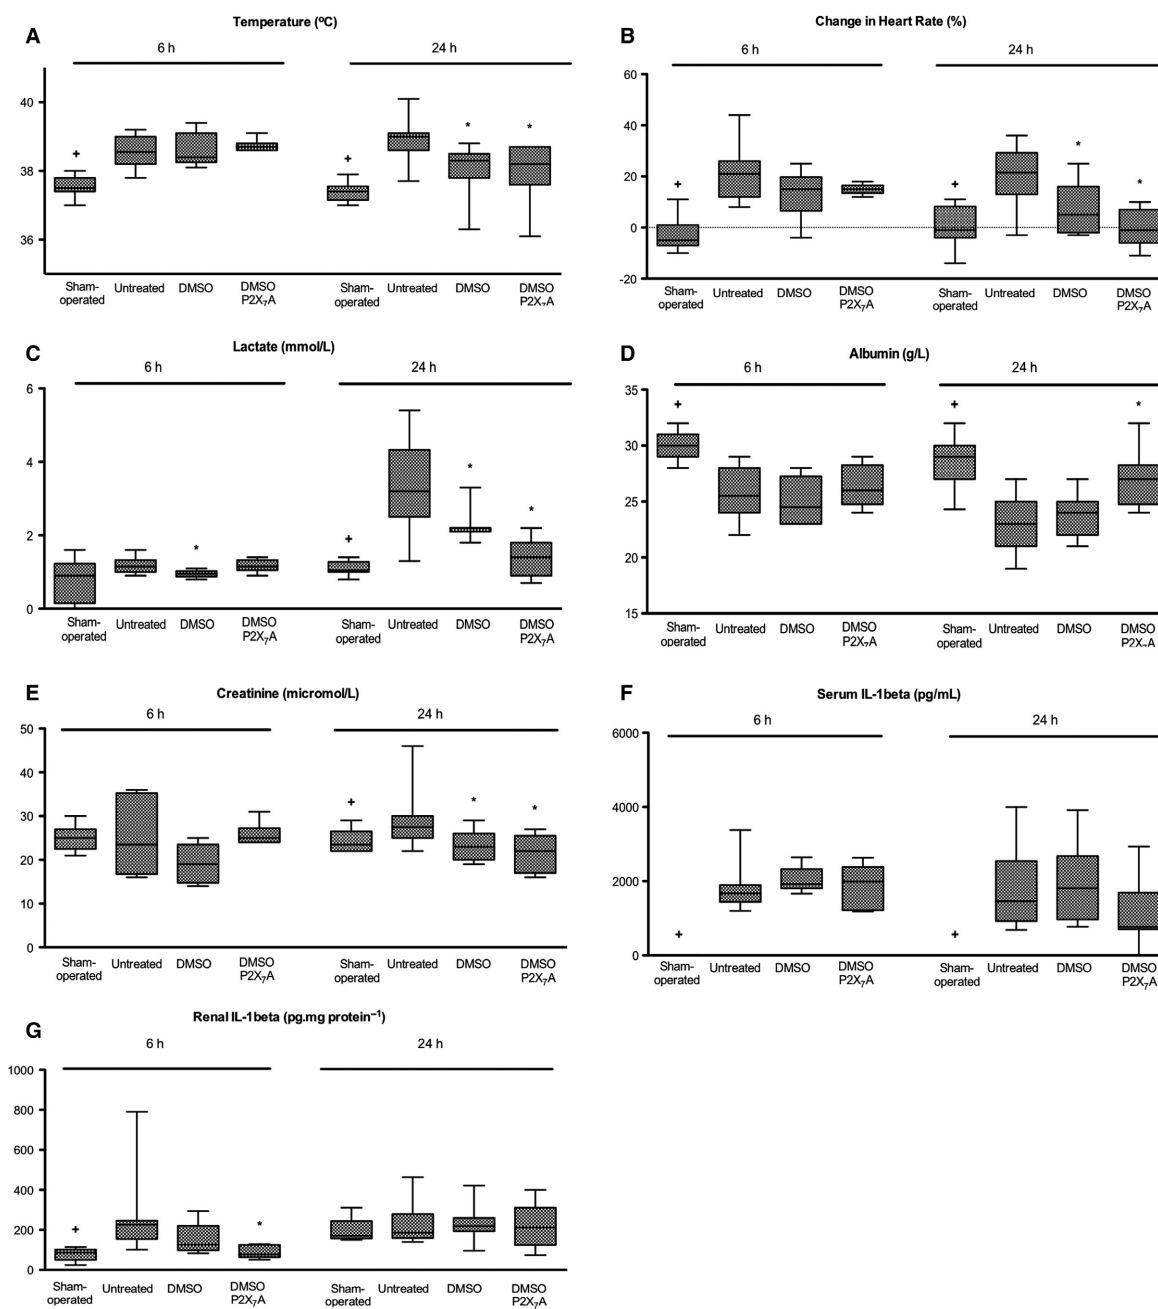 A
Temperature (ºC)
6 h
24 h
40
38
36
+
+
*
*
Sham-
operated
Untreated
DMSO
DMSO
P2X7A
Sham-
operated
Untreated
DMSO
DMSO
P2X7A
B
Change in Heart Rate (%)
6 h
24 h
60
40
20
0
-20
+
+
*
*
Sham-
operated
Untreated
DMSO
DMSO
P2X7A
Sham-
operated
Untreated
DMSO
DMSO
P2X7A
C
Lactate (mmol/L)
6 h
24 h
6
4
2
0
*
+
*
*
Sham-
operated
Untreated
DMSO
DMSO
P2X7A
Sham-
operated
Untreated
DMSO
DMSO
P2X7A
D
Albumin (g/L)
6 h
24 h
35
30
25
20
15
+
+
*
Sham-
operated
Untreated
DMSO
DMSO
P2X7A
Sham-
operated
Untreated
DMSO
DMSO
P2X7A
E
Creatinine (micromol/L)
6 h
24 h
50
40
30
20
10
0
+
*
*
Sham-
operated
Untreated
DMSO
DMSO
P2X7A
Sham-
operated
Untreated
DMSO
DMSO
P2X7A
F
Serum IL-1beta (pg/mL)
6 h
24 h
6000
4000
2000
0
+
+
Sham-
operated
Untreated
DMSO
DMSO
P2X7A
Sham-
operated
Untreated
DMSO
DMSO
P2X7A
G
Renal IL-1beta (pg.mg protein⁻¹)
6 h
24 h
1000
800
600
400
200
0
+
*
Sham-
operated
Untreated
DMSO
DMSO
P2X7A
Sham-
operated
Untreated
DMSO
DMSO
P2X7A